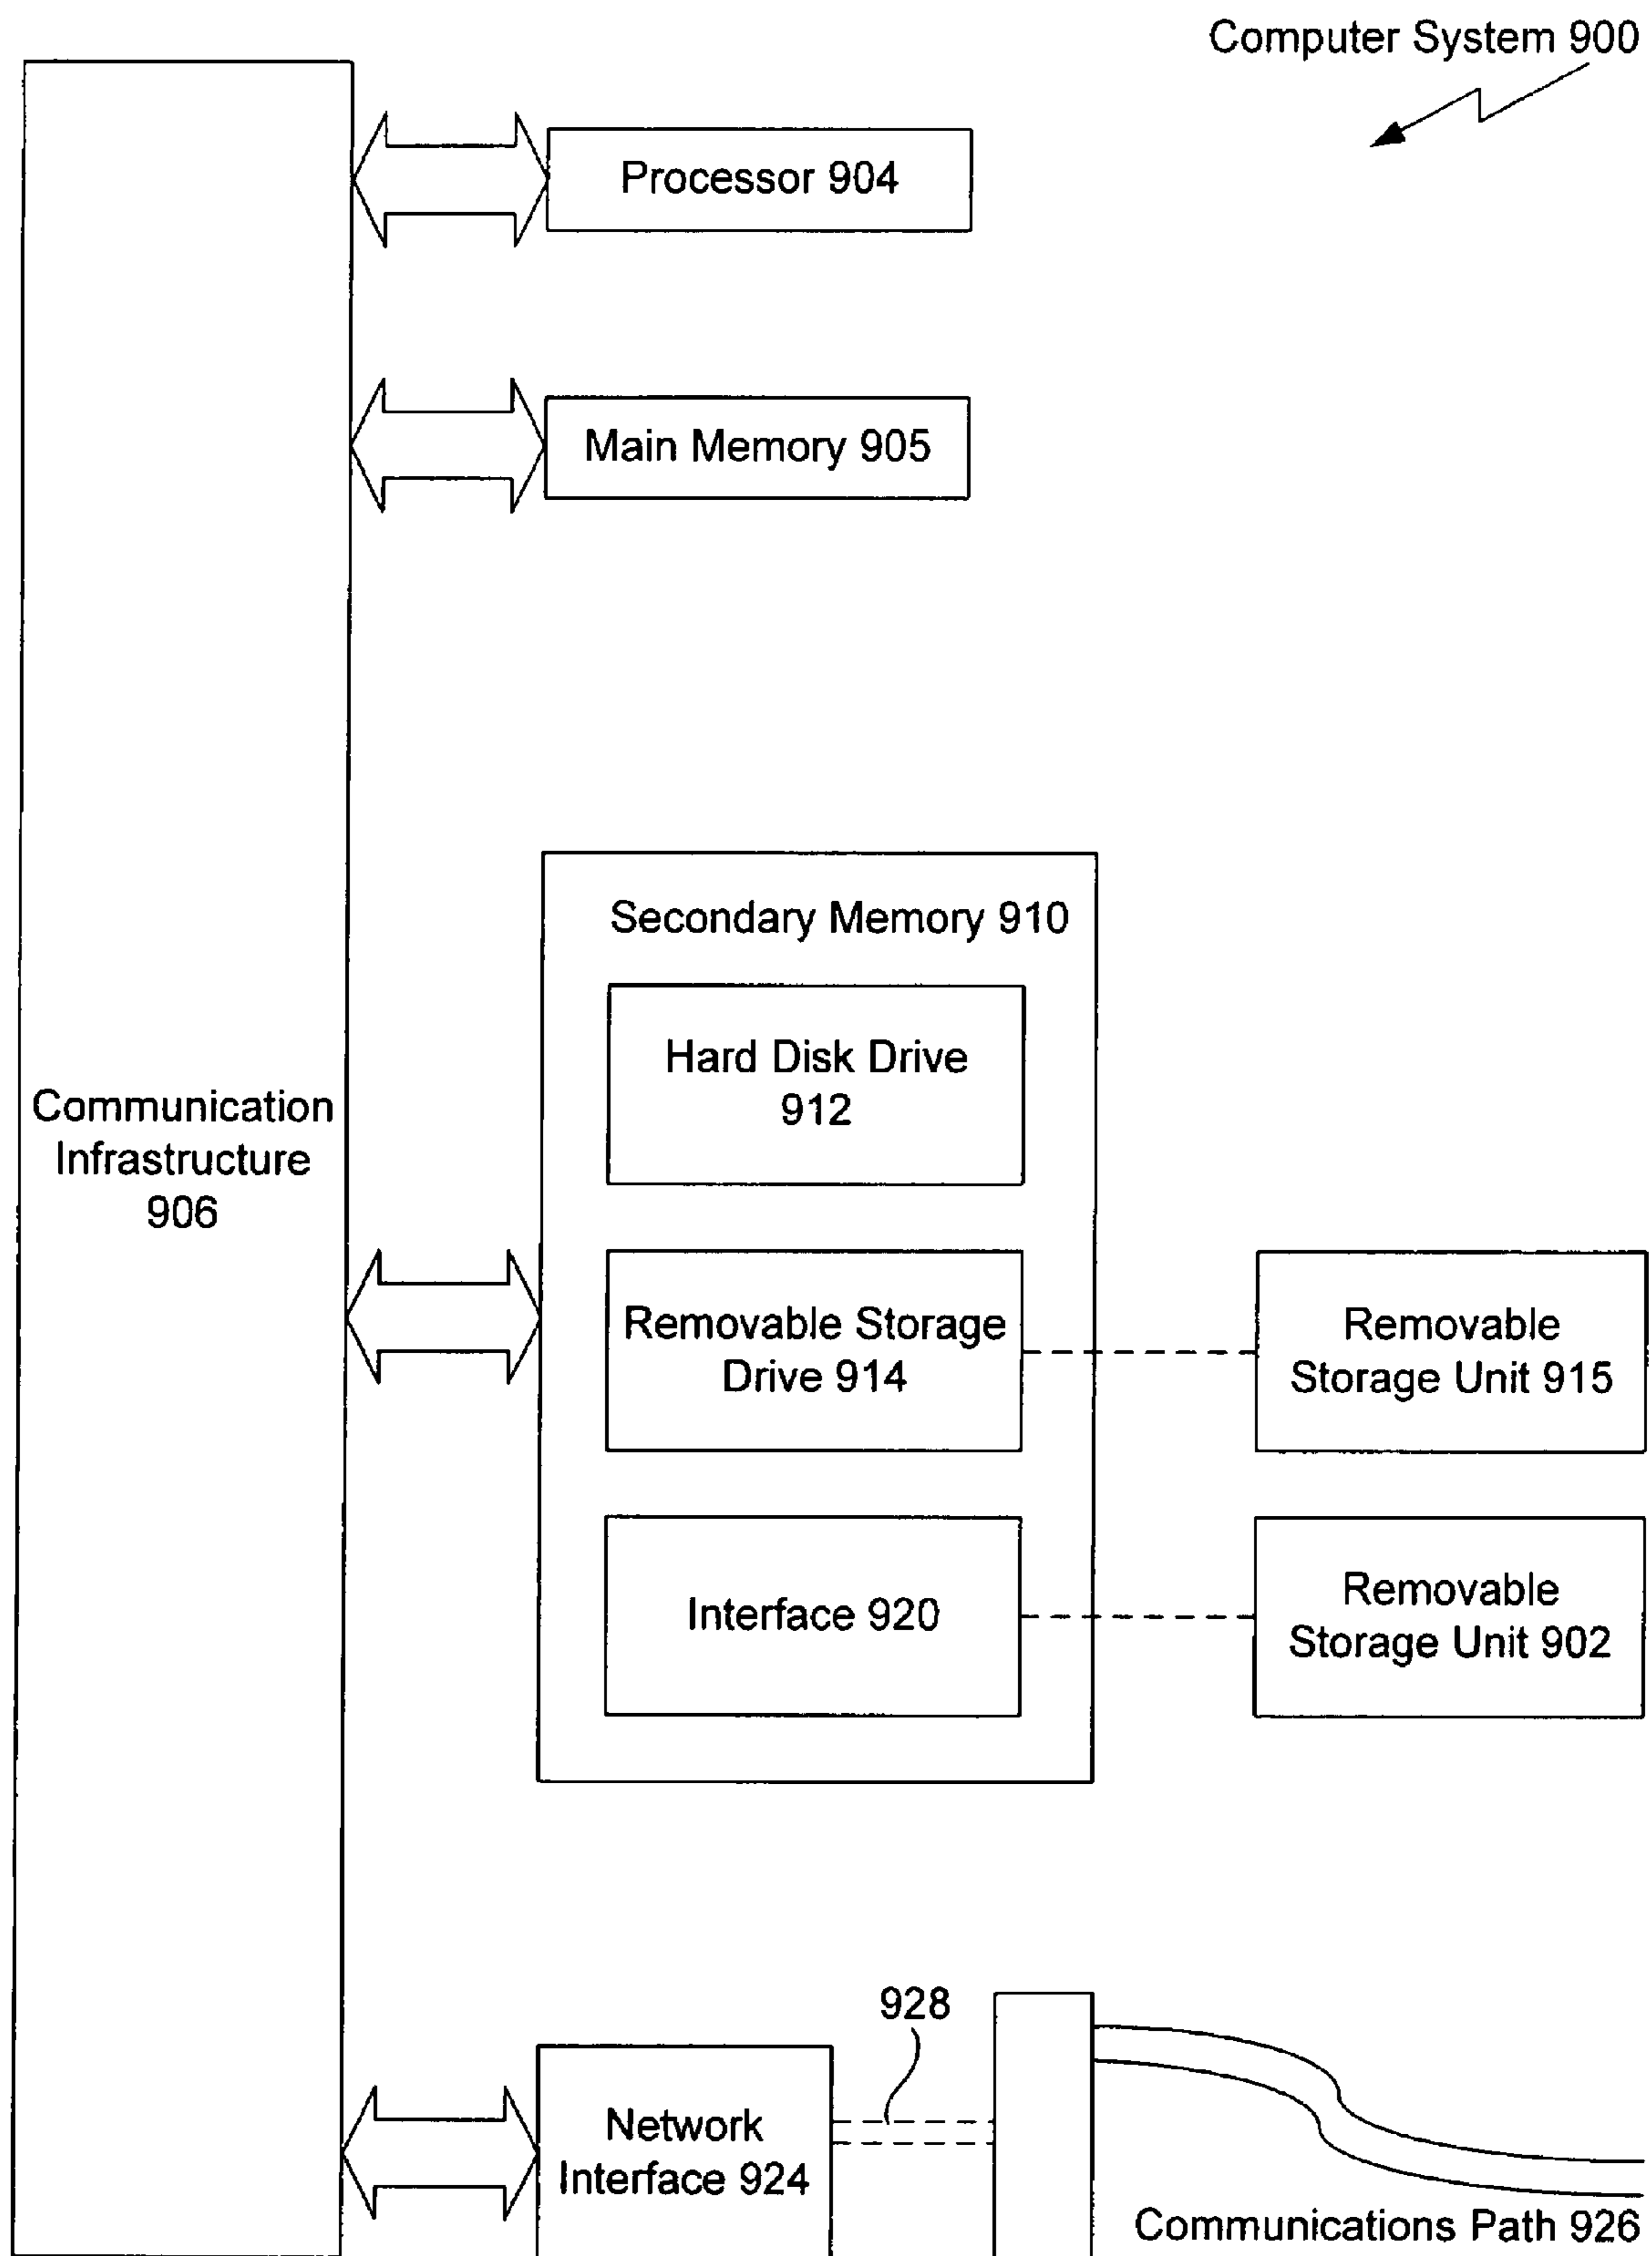 Computer System 900
Processor 904
Main Memory 905
Secondary Memory 910
Hard Disk Drive
912
Communication
Infrastructure
906
Removable Storage
Drive 914
Removable
Storage Unit 915
Interface 920
Removable
Storage Unit 902
928
Network
Interface 924
Communications Path 926